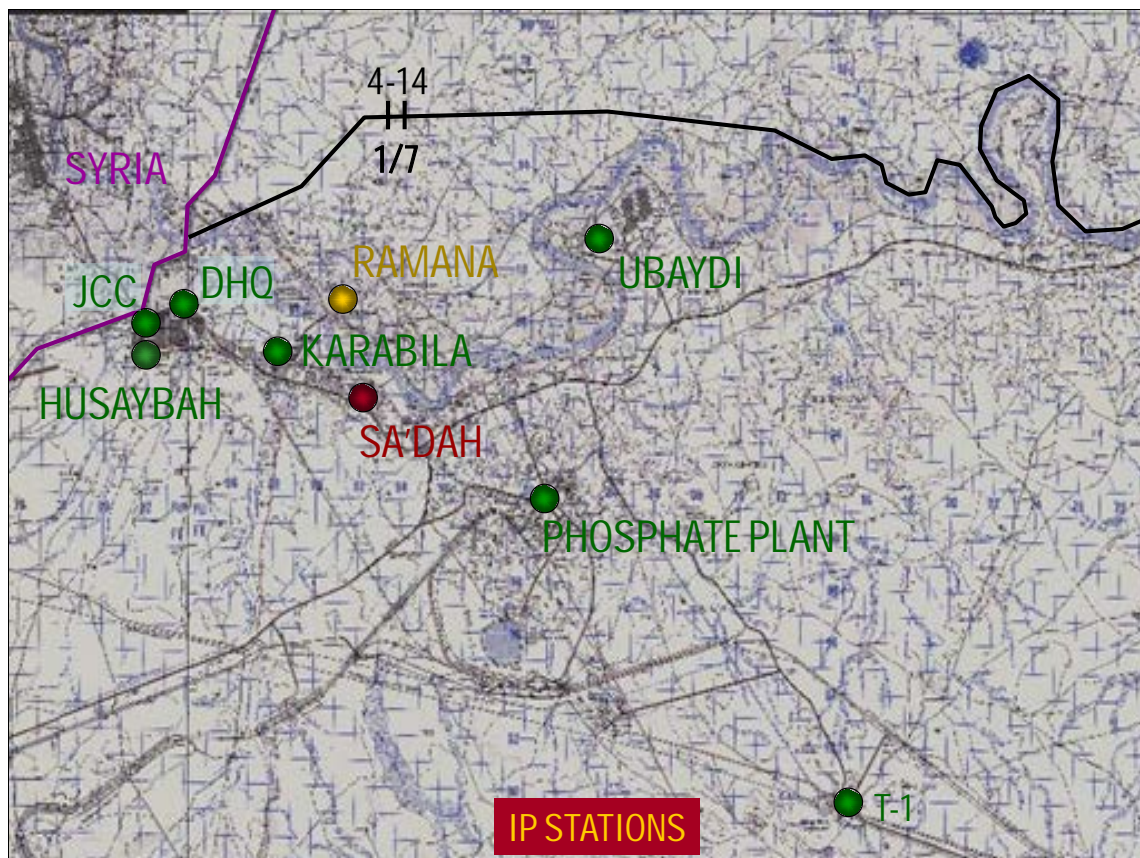 4-14
1/7
SYRIA
RAMANA
UBAYDI
JCC
DHQ
KARABILA
HUSAYBAH
SA'DAH
PHOSPHATE PLANT
T-1
IP STATIONS